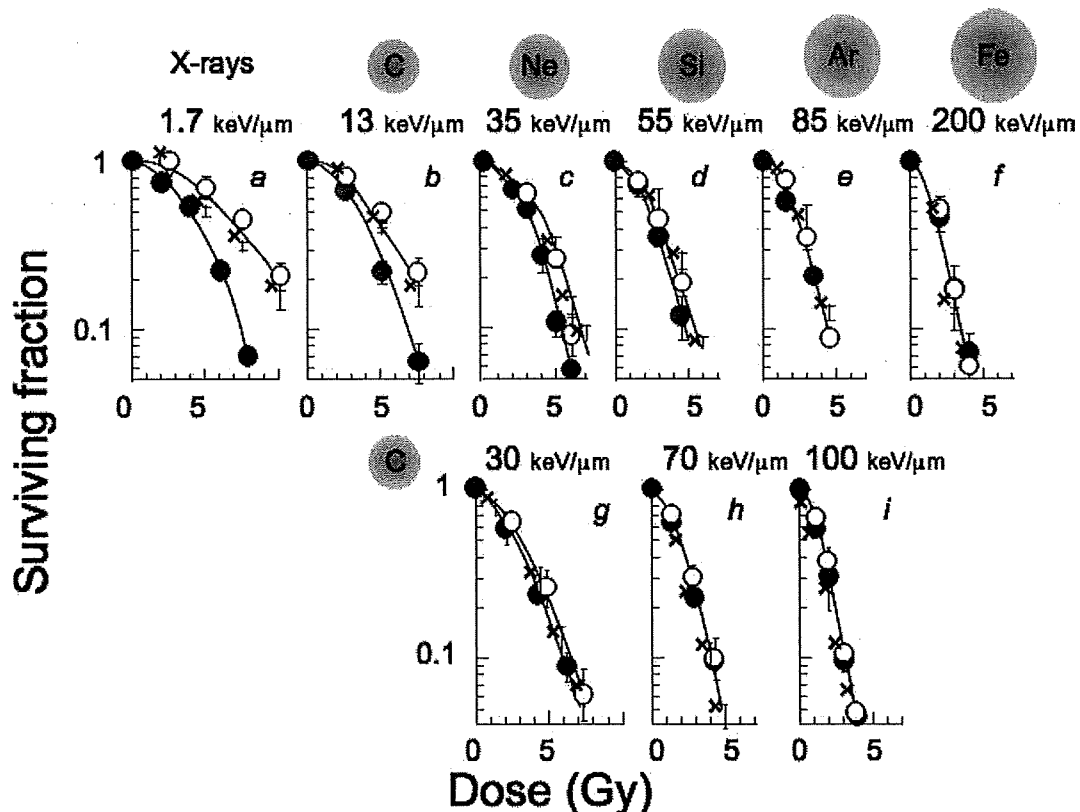 X-rays C Ne Si Ar Fe
1.7 keV/μm 13 keV/μm 35 keV/μm 55 keV/μm 85 keV/μm 200 keV/μm
a b c d e f
1
0.1
0 5 0 5 0 5 0 5 0 5 0 5
C 30 keV/μm 70 keV/μm 100 keV/μm
g h i
1
0.1
0 5 0 5 0 5
Surviving fraction
Dose (Gy)